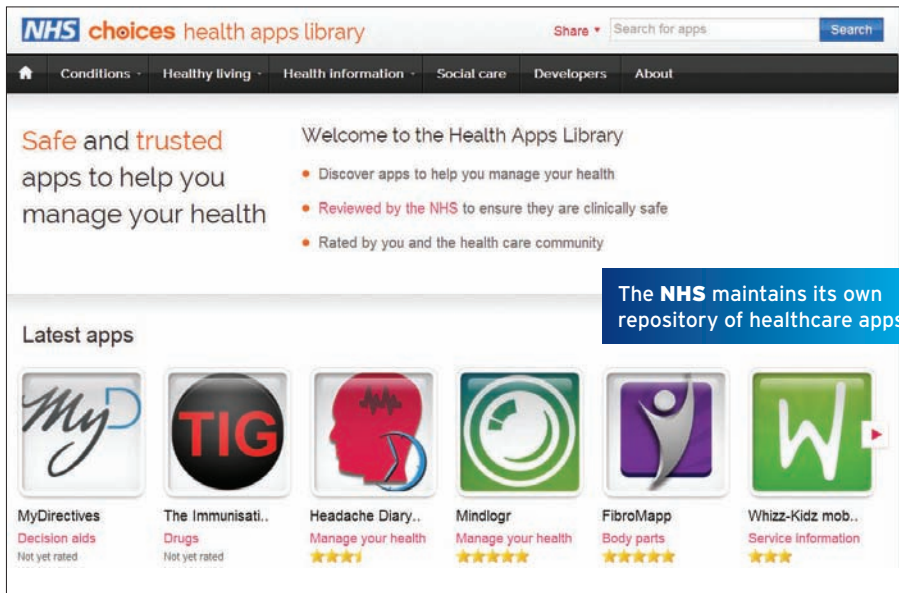 NHS choices health apps library
Share
Search for apps
Search
Conditions
Healthy living
Health information
Social care
Developers
About
Safe and trusted
apps to help you
manage your health
Welcome to the Health Apps Library
Discover apps to help you manage your health
Reviewed by the NHS to ensure they are clinically safe
Rated by you and the health care community
The NHS maintains its own
repository of healthcare apps
Latest apps
MyD
TIG
W
MyDirectives
The Immunisati..
Headache Diary..
Mindlogr
FibroMapp
Whizz-Kidz mob..
Decision aids
Drugs
Manage your health
Manage your health
Body parts
Service information
Not yet rated
Not yet rated